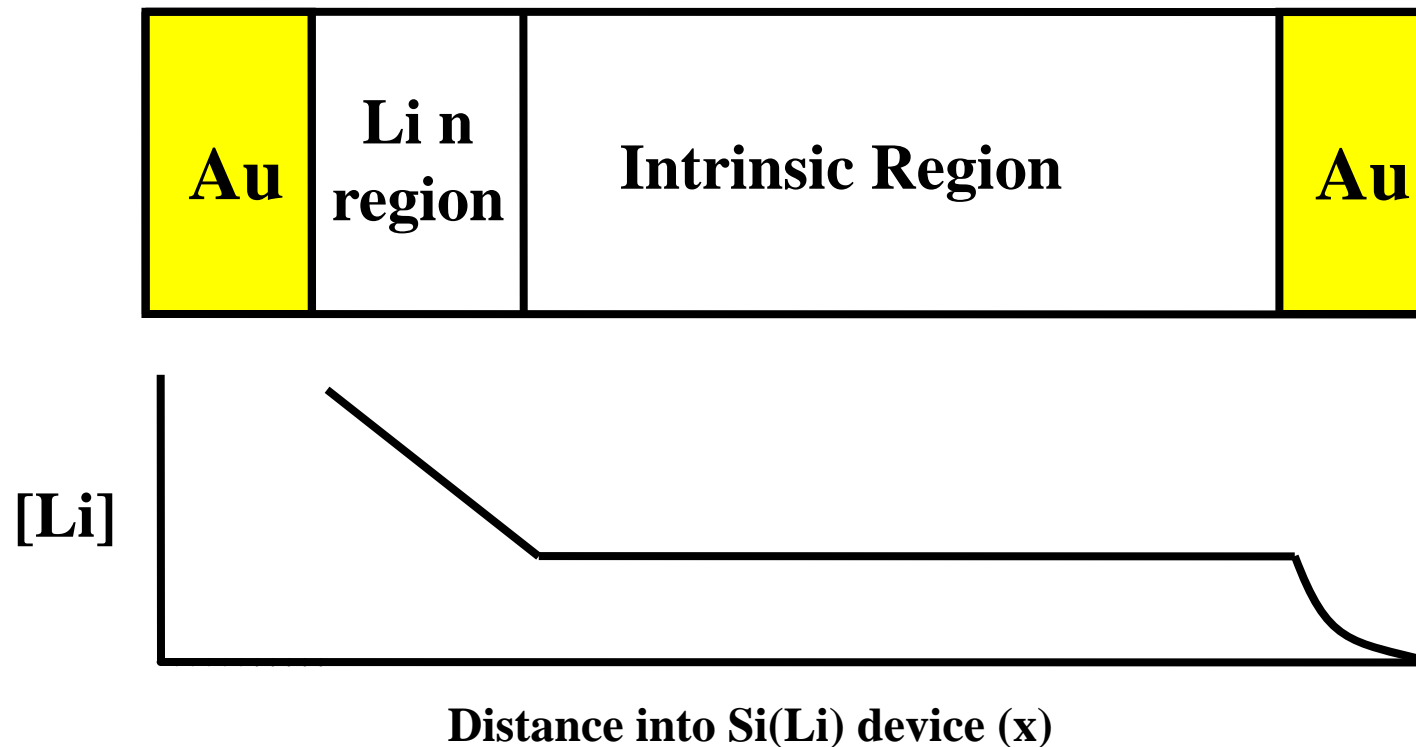 Au
Li n
region
Intrinsic Region
Au
[Li]
Distance into Si(Li) device (x)